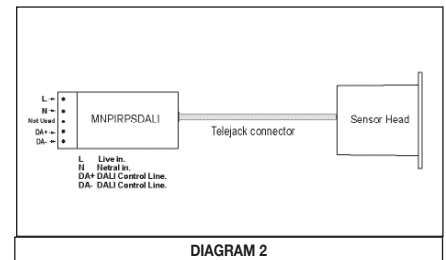 L
N
Not Used
DA+
DA-
MNPIRPSDALI
Telejack connector
Sensor Head
L Live in.
N Netral in.
DA+ DALI Control Line.
DA- DALI Control Line.
DIAGRAM 2